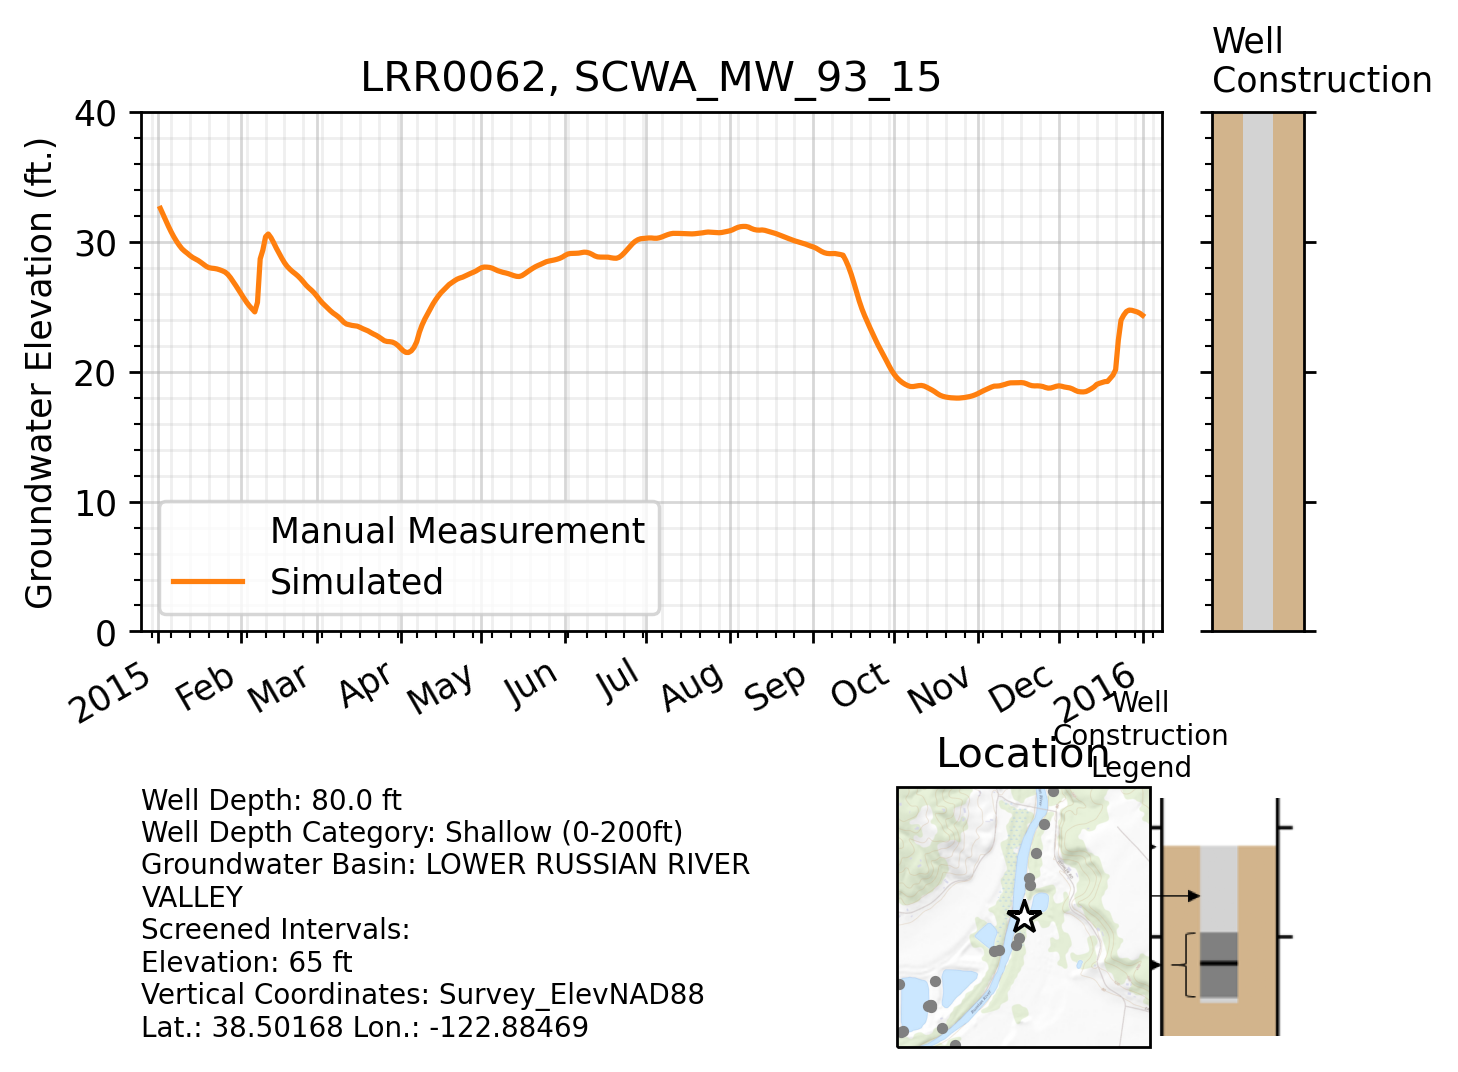 Well
Construction
LRR0062, SCWA_MW_93_15
Groundwater Elevation (ft.)
40
30
20
10
0
Manual Measurement
Simulated
2015 Feb Mar Apr May Jun Jul Aug Sep Oct Nov Dec 2016
Well
Construction
Legend
Location
Well Depth: 80.0 ft
Well Depth Category: Shallow (0-200ft)
Groundwater Basin: LOWER RUSSIAN RIVER
VALLEY
Screened Intervals:
Elevation: 65 ft
Vertical Coordinates: Survey_ElevNAD88
Lat.: 38.50168 Lon.: -122.88469